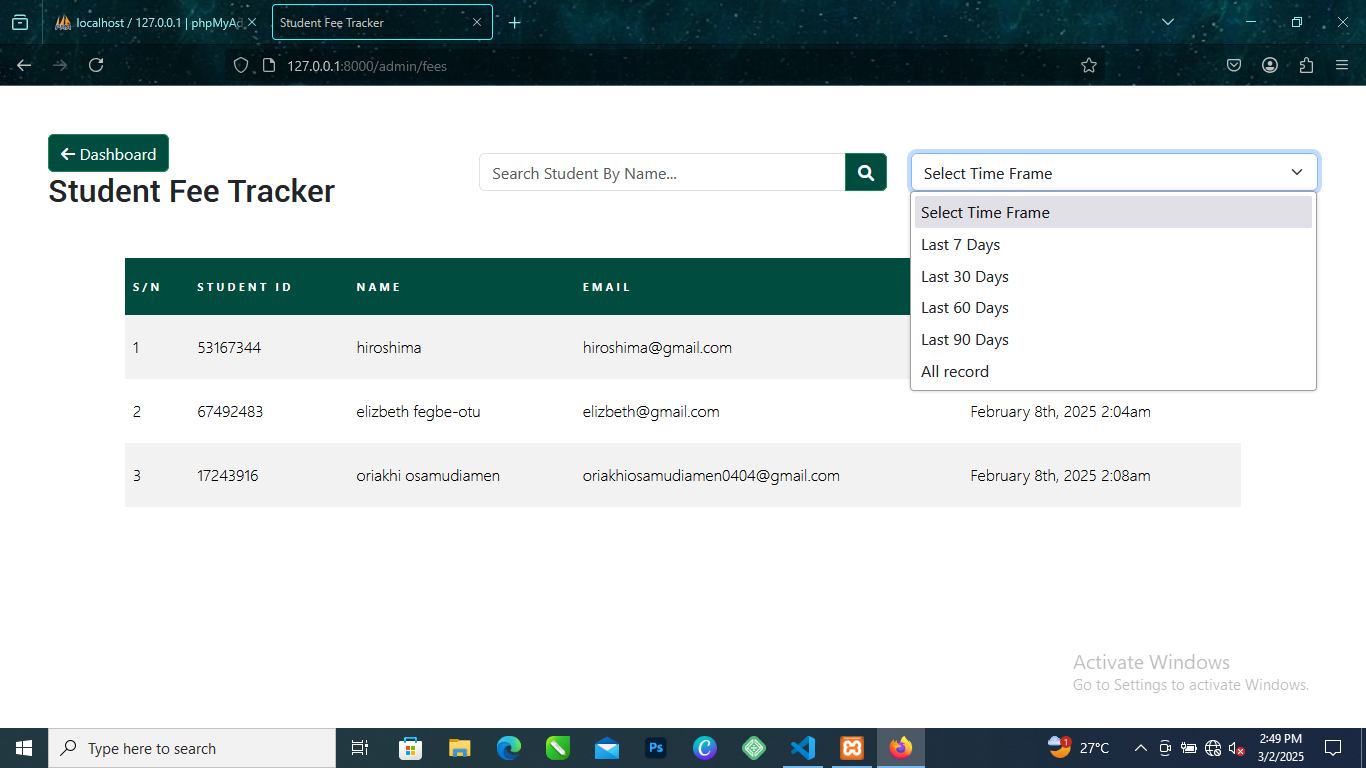 localhost / 127.0.0.1 | phpMyAd
Student Fee Tracker
127.0.0.1:8000/admin/fees
Dashboard
Student Fee Tracker
Search Student By Name...
Select Time Frame
Select Time Frame
Last 7 Days
Last 30 Days
Last 60 Days
Last 90 Days
All record
S/N STUDENT ID NAME EMAIL
1 53167344 hiroshima hiroshima@gmail.com
2 67492483 elizbeth fegbe-otu elizbeth@gmail.com February 8th, 2025 2:04am
3 17243916 oriakhi osamudiamen oriakhiosamudiamen0404@gmail.com February 8th, 2025 2:08am
Activate Windows
Go to Settings to activate Windows.
Type here to search
Ps
1
27°C
2:49 PM
3/2/2025